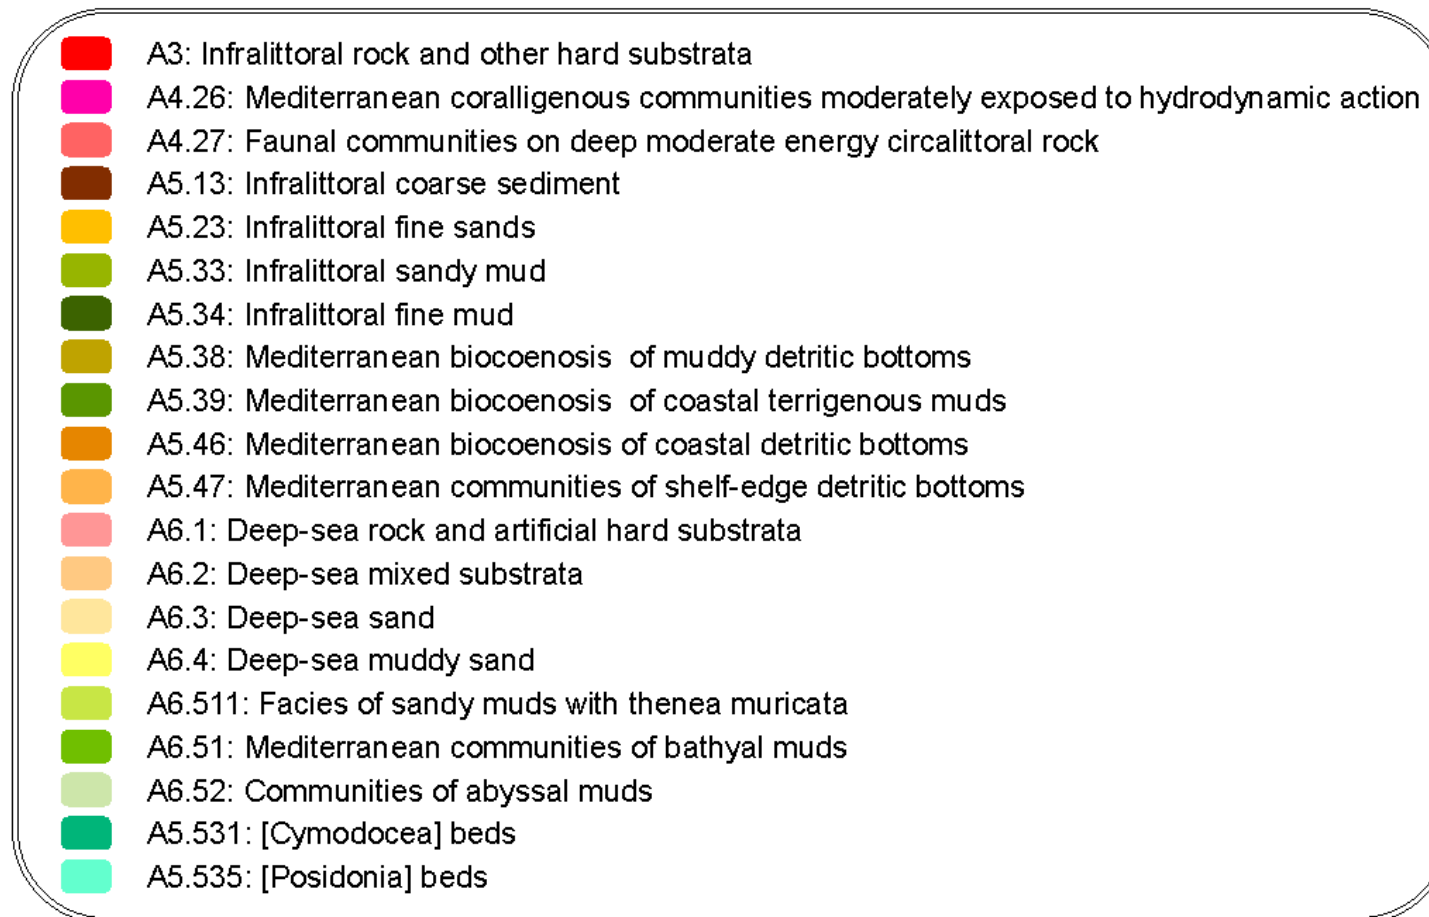 A3: Infralittoral rock and other hard substrata
A4.26: Mediterranean coralligenous communities moderately exposed to hydrodynamic action
A4.27: Faunal communities on deep moderate energy circalittoral rock
A5.13: Infralittoral coarse sediment
A5.23: Infralittoral fine sands
A5.33: Infralittoral sandy mud
A5.34: Infralittoral fine mud
A5.38: Mediterranean biocoenosis  of muddy detritic bottoms
A5.39: Mediterranean biocoenosis  of coastal terrigenous muds
A5.46: Mediterranean biocoenosis of coastal detritic bottoms
A5.47: Mediterranean communities of shelf-edge detritic bottoms
A6.1: Deep-sea rock and artificial hard substrata
A6.2: Deep-sea mixed substrata
A6.3: Deep-sea sand
A6.4: Deep-sea muddy sand
A6.511: Facies of sandy muds with thenea muricata
A6.51: Mediterranean communities of bathyal muds
A6.52: Communities of abyssal muds
A5.531: [Cymodocea] beds
A5.535: [Posidonia] beds